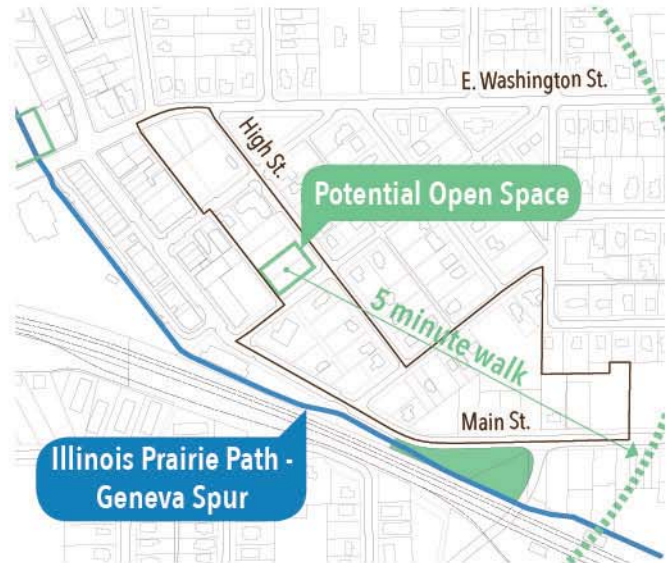 E. Washington St.
High St.
Potential Open Space
5 minute walk
Main St.
Illinois Prairie Path -
Geneva Spur